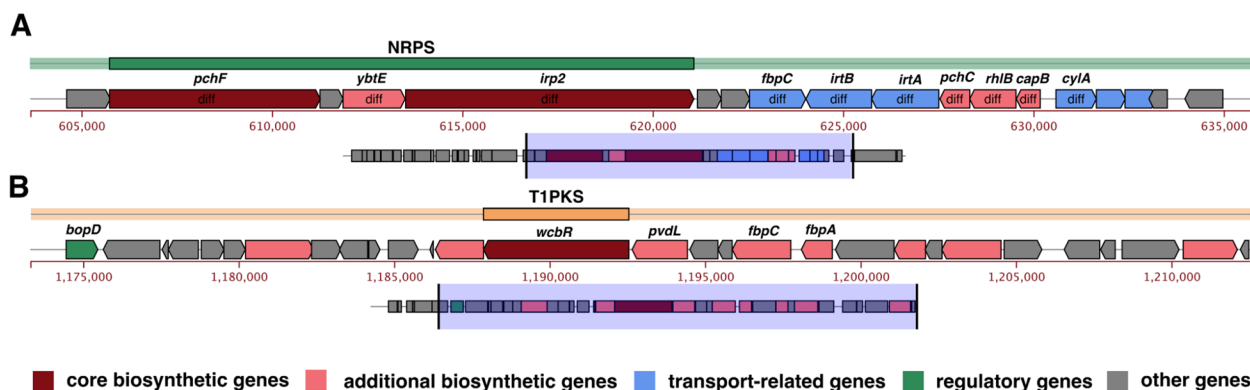 A
NRPS
pchF ybtE irp2 fbpC irtB irtA pchC rhlB capB cylA
diff diff diff diff diff diff diff diff diff diff
605,000 610,000 615,000 620,000 625,000 630,000 635,000
B
T1PKS
bopD wcbR pvdL fbpC fbpA
1,175,000 1,180,000 1,185,000 1,190,000 1,195,000 1,200,000 1,205,000 1,210,000
core biosynthetic genes additional biosynthetic genes transport-related genes regulatory genes other genes